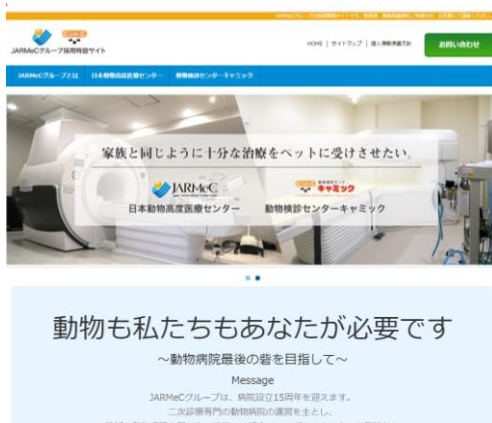 JARMeCグループ採用特設サイト
HOME | サイトマップ | 個人情報保護方針
お問い合わせ
JARMeCグループとは 日本動物高度医療センター 動物検診センターキャミック
家族と同じように十分な治療をペットに受けさせたい。
JARMeC
キャミック
日本動物高度医療センター 動物検診センターキャミック
動物も私たちもあなたが必要です
～動物病院最後の砦を目指して～
Message
JARMeCグループは、病院設立15周年を迎えます。
二次診療専門の動物病院の運営を主とし、